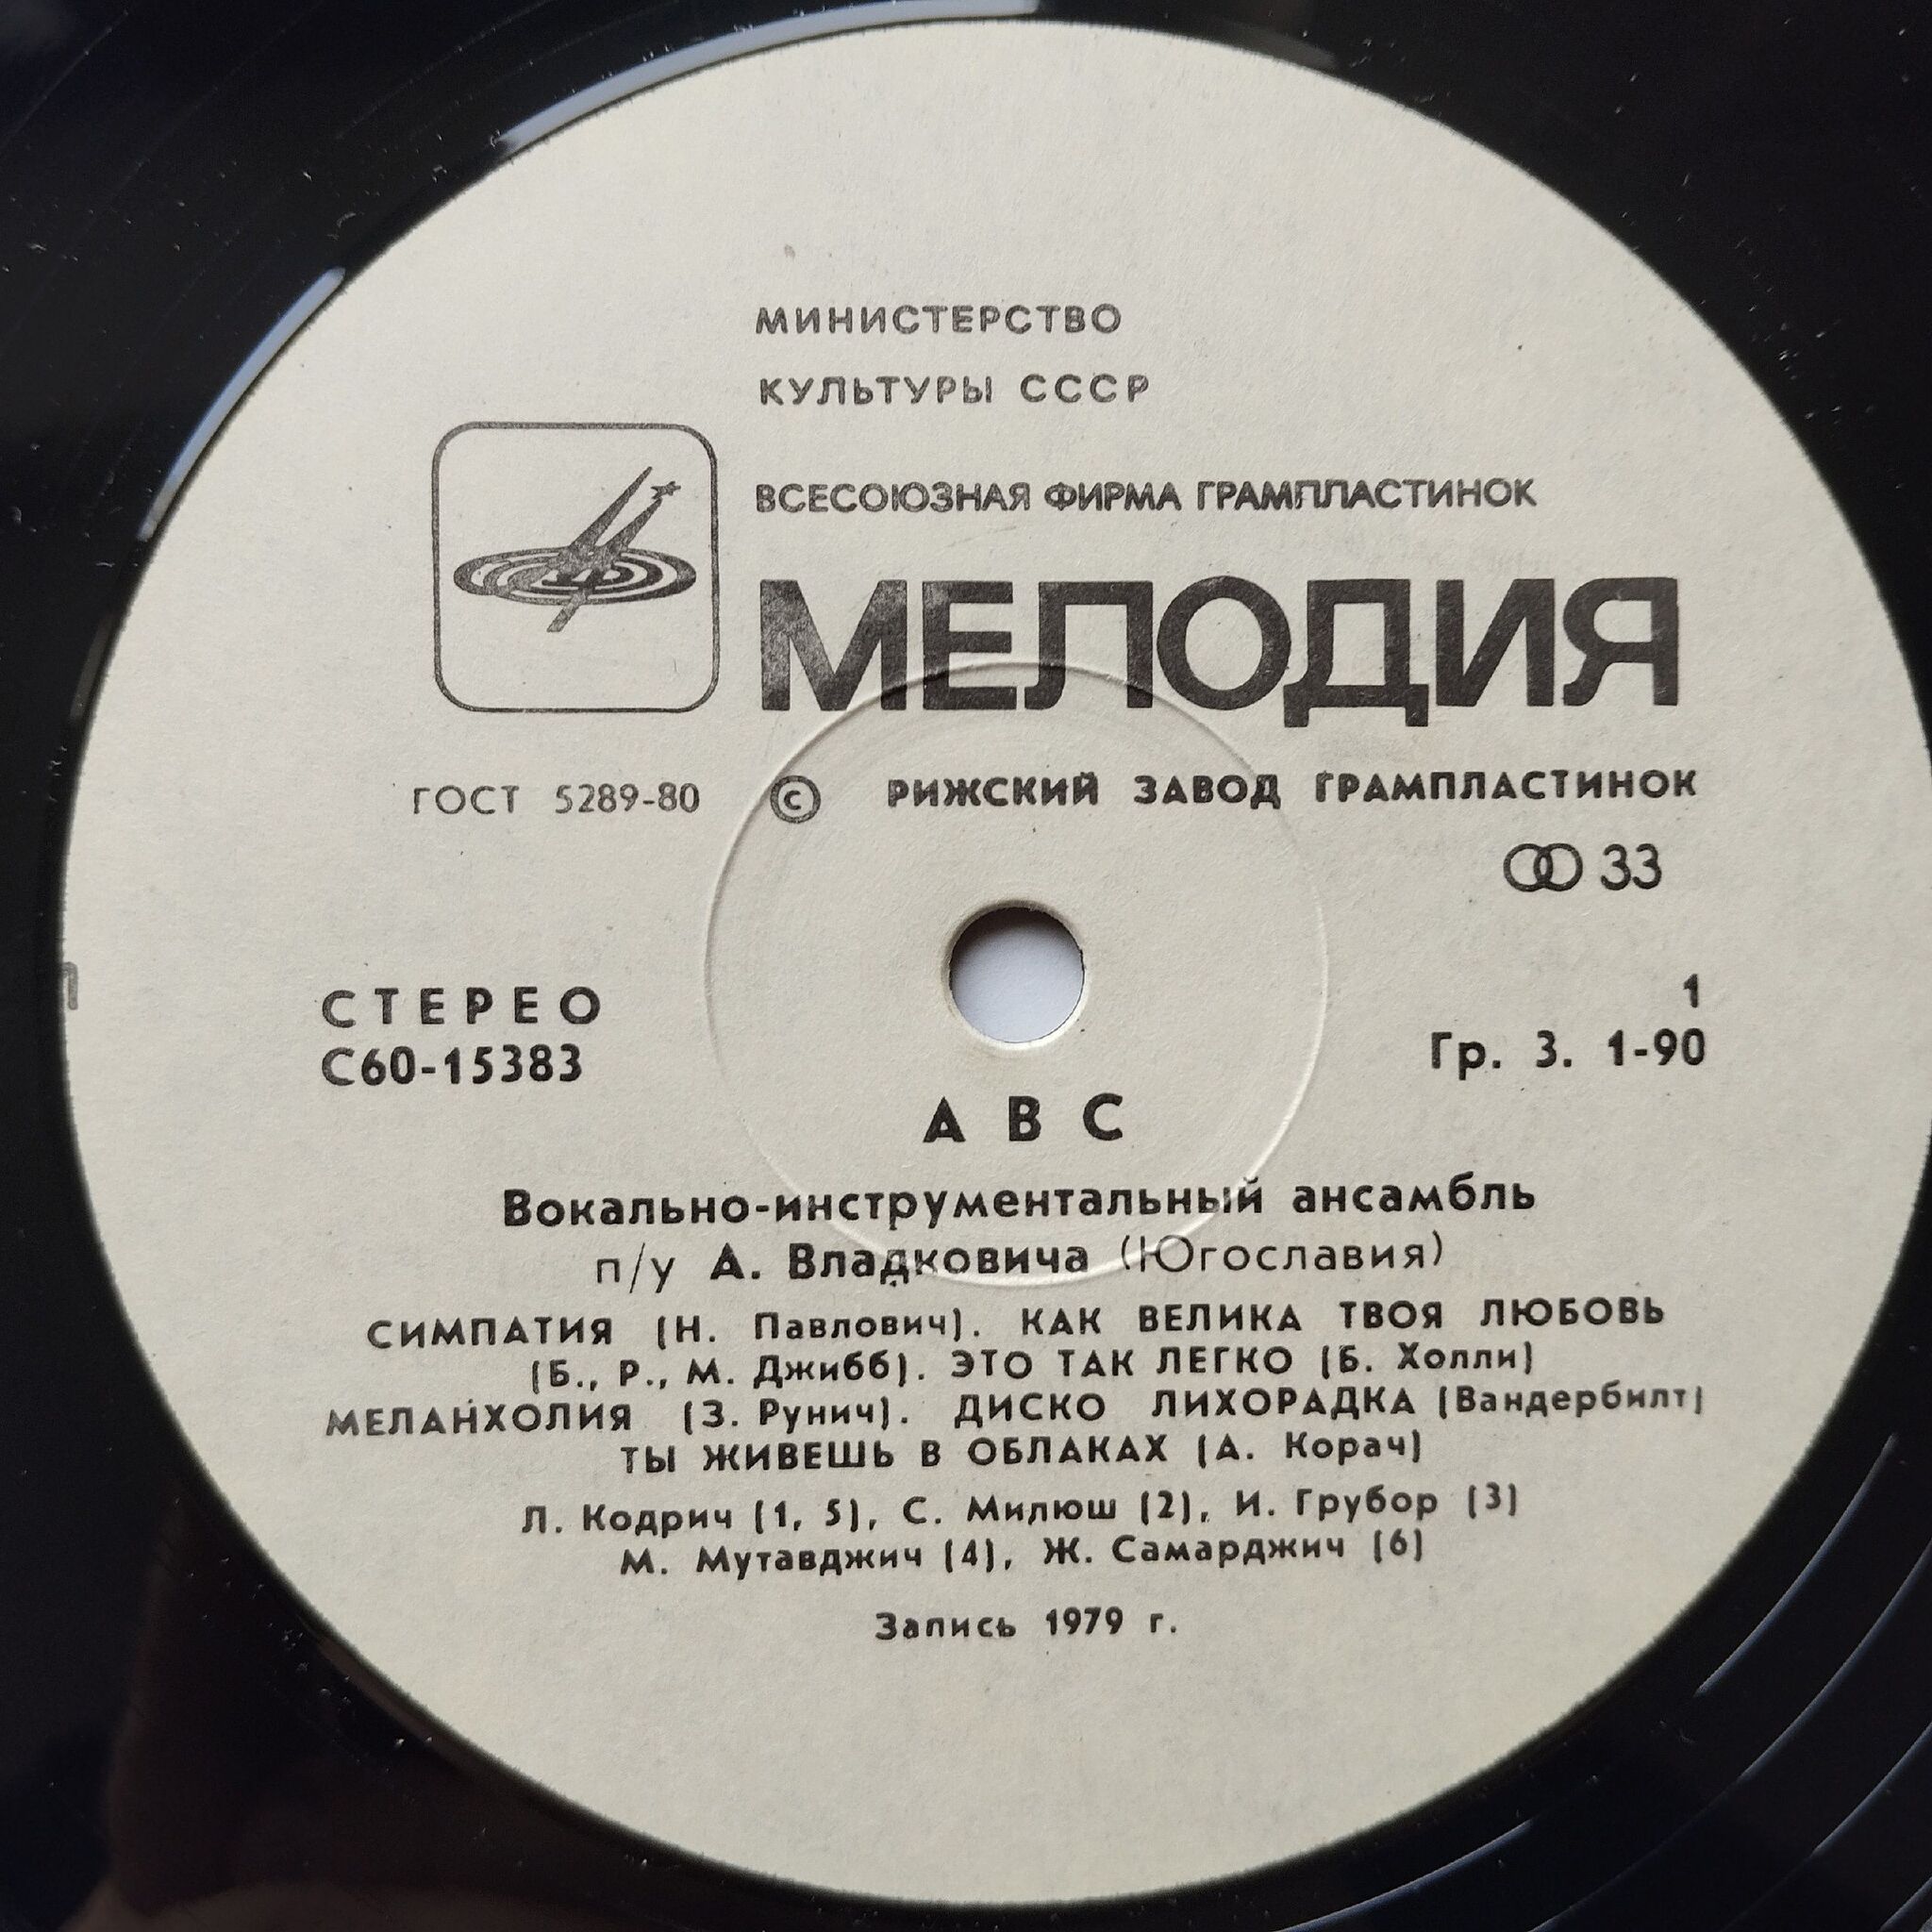 МИНИСТЕРСТВО
КУЛЬТУРЫ СССР
ВСЕСОЮЗНАЯ ФИРМА ГРАМПЛАСТИНОК
МЕЛОДИЯ
ГОСТ 5289-80 © РИЖСКИЙ ЗАВОД ГРАМПЛАСТИНОК
33
СТЕРЕО 1
С60-15383 Гр. 3. 1-90
А В С
Вокально-инструментальный ансамбль
п/у А. Владковича (Югославия)
СИМПАТИЯ (Н. Павлович). КАК ВЕЛИКА ТВОЯ ЛЮБОВЬ
(Б., Р., М. Джибб). ЭТО ТАК ЛЕГКО (Б. Холли)
МЕЛАНХОЛИЯ (З. Рунич). ДИСКО ЛИХОРАДКА (Вандербилт)
ТЫ ЖИВЕШЬ В ОБЛАКАХ (А. Корач)
Л. Кодрич (1, 5), С. Милюш (2), И. Грубор (3)
М. Мутавджич (4), Ж. Самарджич (6)
Запись 1979 г.